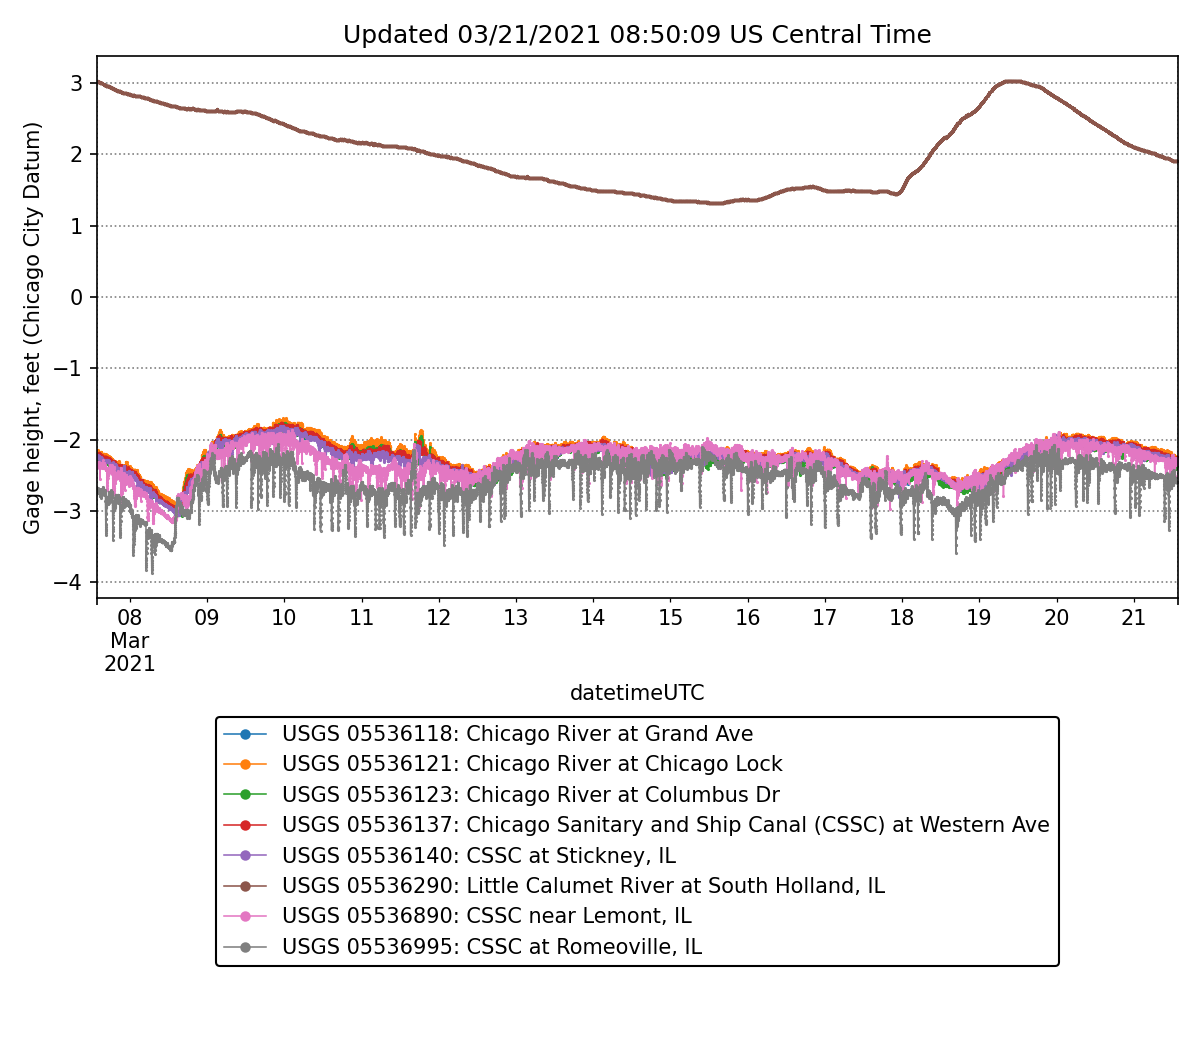 Updated 03/21/2021 08:50:09 US Central Time
Gage height, feet (Chicago City Datum)
3
2
1
0
−1
−2
−3
−4
08 09 10 11 12 13 14 15 16 17 18 19 20 21
Mar
2021
datetimeUTC
USGS 05536118: Chicago River at Grand Ave
USGS 05536121: Chicago River at Chicago Lock
USGS 05536123: Chicago River at Columbus Dr
USGS 05536137: Chicago Sanitary and Ship Canal (CSSC) at Western Ave
USGS 05536140: CSSC at Stickney, IL
USGS 05536290: Little Calumet River at South Holland, IL
USGS 05536890: CSSC near Lemont, IL
USGS 05536995: CSSC at Romeoville, IL